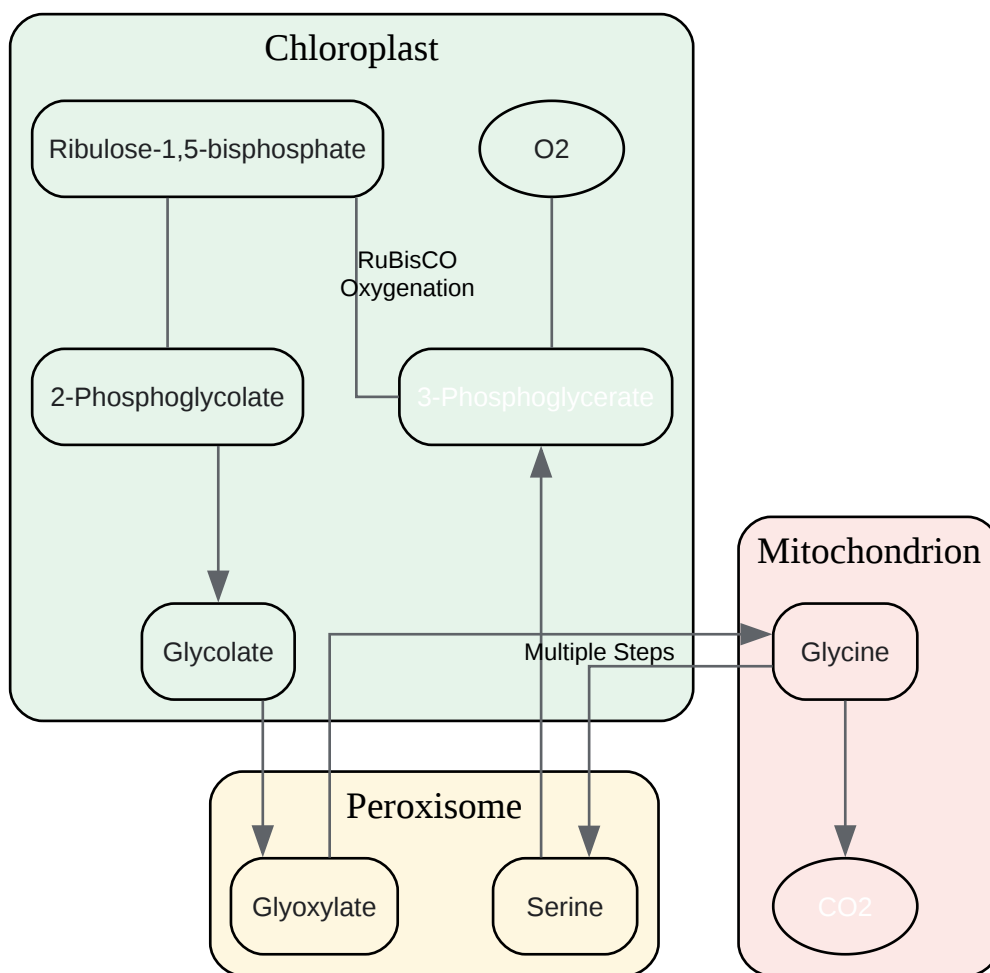 Chloroplast
Ribulose-1,5-bisphosphate
O2
RuBisCO
Oxygenation
2-Phosphoglycolate
3-Phosphoglycerate
Mitochondrion
Glycolate
Multiple Steps
Glycine
Peroxisome
Glyoxylate
Serine
CO2